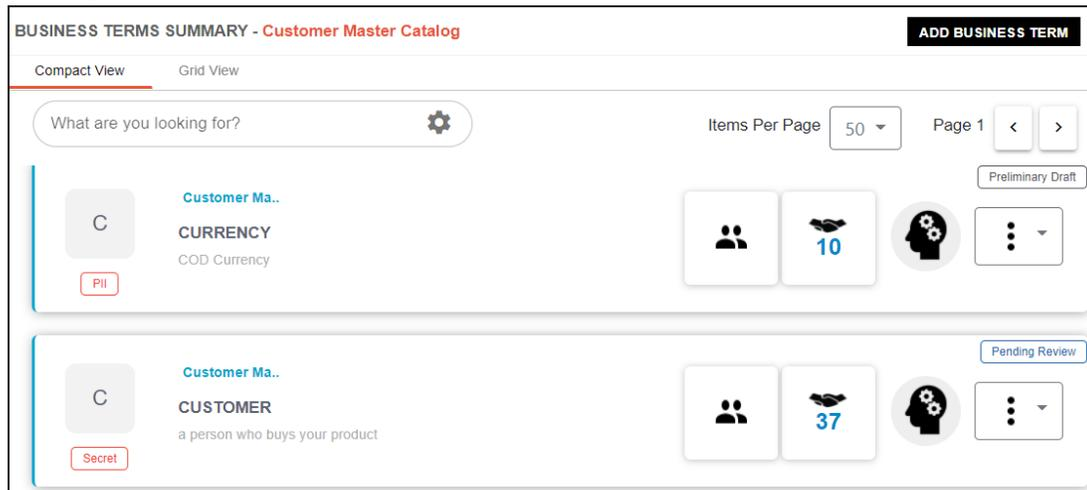 BUSINESS TERMS SUMMARY - Customer Master Catalog
ADD BUSINESS TERM
Compact View
Grid View
What are you looking for?
Items Per Page
50
Page 1
Preliminary Draft
C
Customer Ma..
CURRENCY
COD Currency
PII
10
Pending Review
C
Customer Ma..
CUSTOMER
a person who buys your product
Secret
37